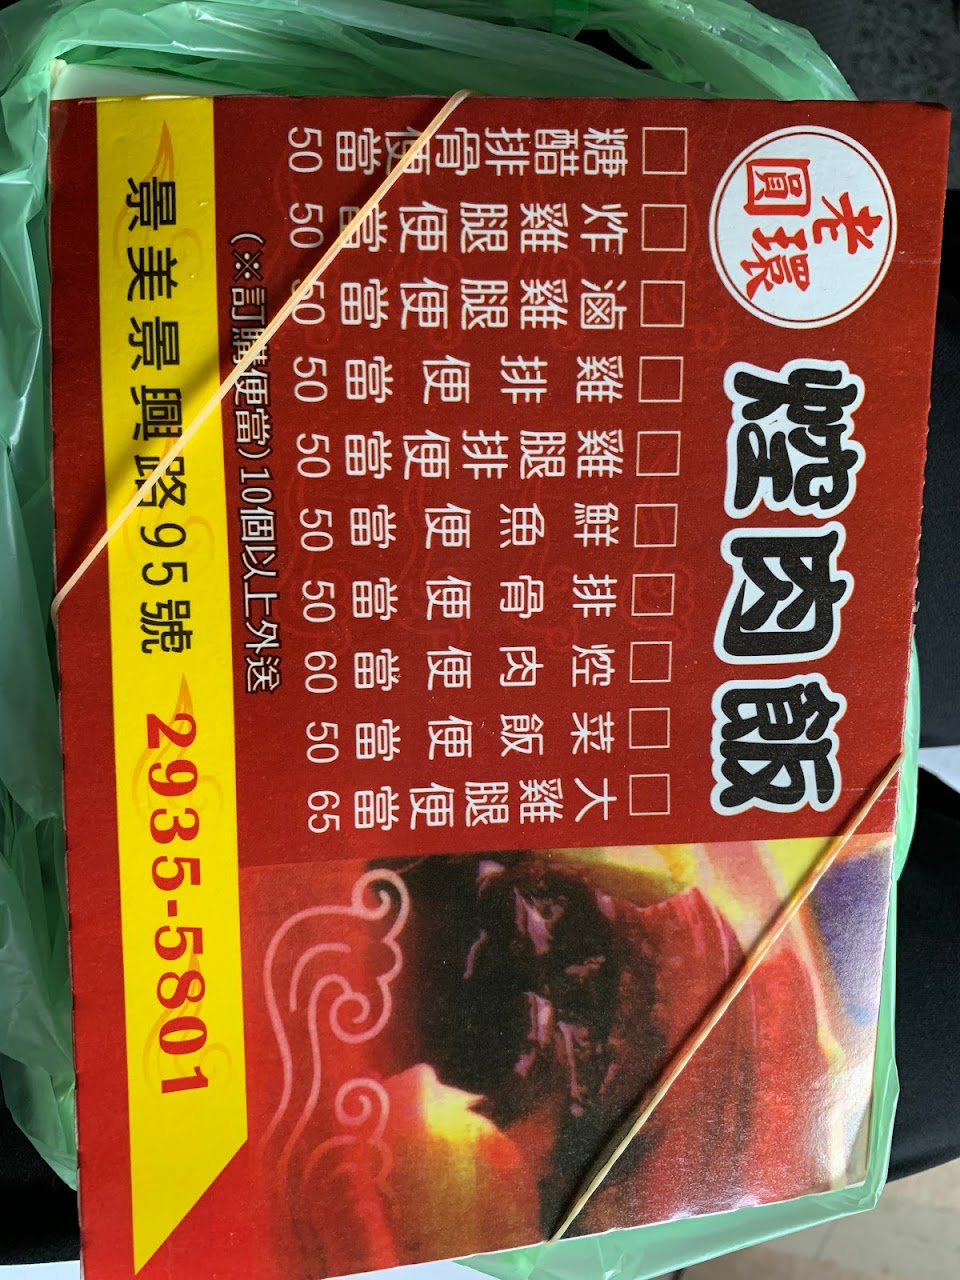 老圓環
焢肉飯
大雞腿便當 65
菜飯便當 50
焢肉便當 60
排骨便當 50
鮮魚便當 50
雞腿排便當 50
雞排便當 50
滷雞腿便當 50
炸雞腿便當 50
糖醋排骨便當 50
(※訂購便當)10個以上外送
景美景興路95號 2935-5801